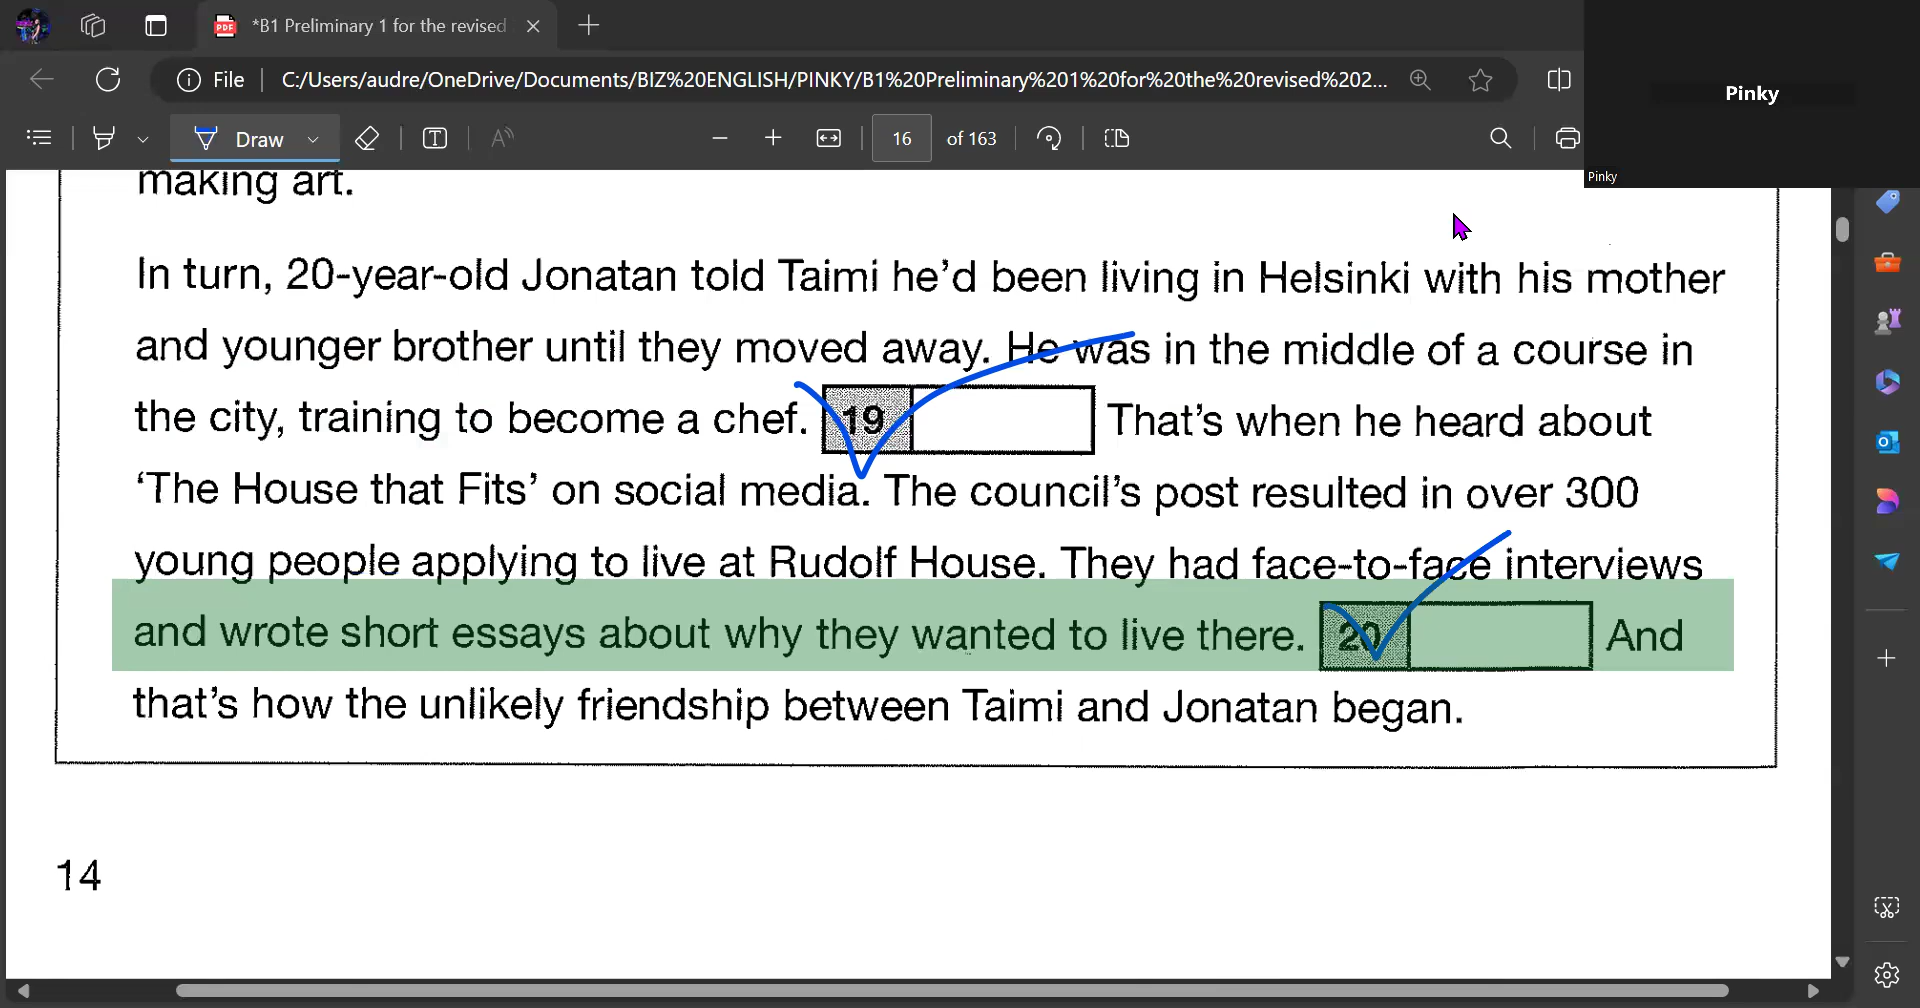 *B1 Preliminary 1 for the revised
File C:/Users/audre/OneDrive/Documents/BIZ%20ENGLISH/PINKY/B1%20Preliminary%201%20for%20the%20revised%202...
Pinky
Draw 16 of 163
Pinky
making art.
In turn, 20-year-old Jonatan told Taimi he'd been living in Helsinki with his mother
and younger brother until they moved away. He was in the middle of a course in
the city, training to become a chef. 19 That's when he heard about
‘The House that Fits’ on social media. The council's post resulted in over 300
young people applying to live at Rudolf House. They had face-to-face interviews
and wrote short essays about why they wanted to live there. 20 And
that's how the unlikely friendship between Taimi and Jonatan began.
14